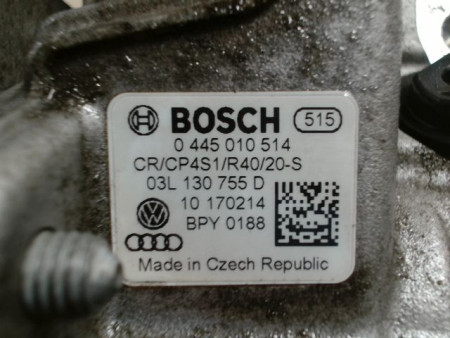 BOSCH 515
0 445 010 514
CR/CP4S1/R40/20-S
03L 130 755 D
10 170214
BPY 0188
Made in Czech Republic